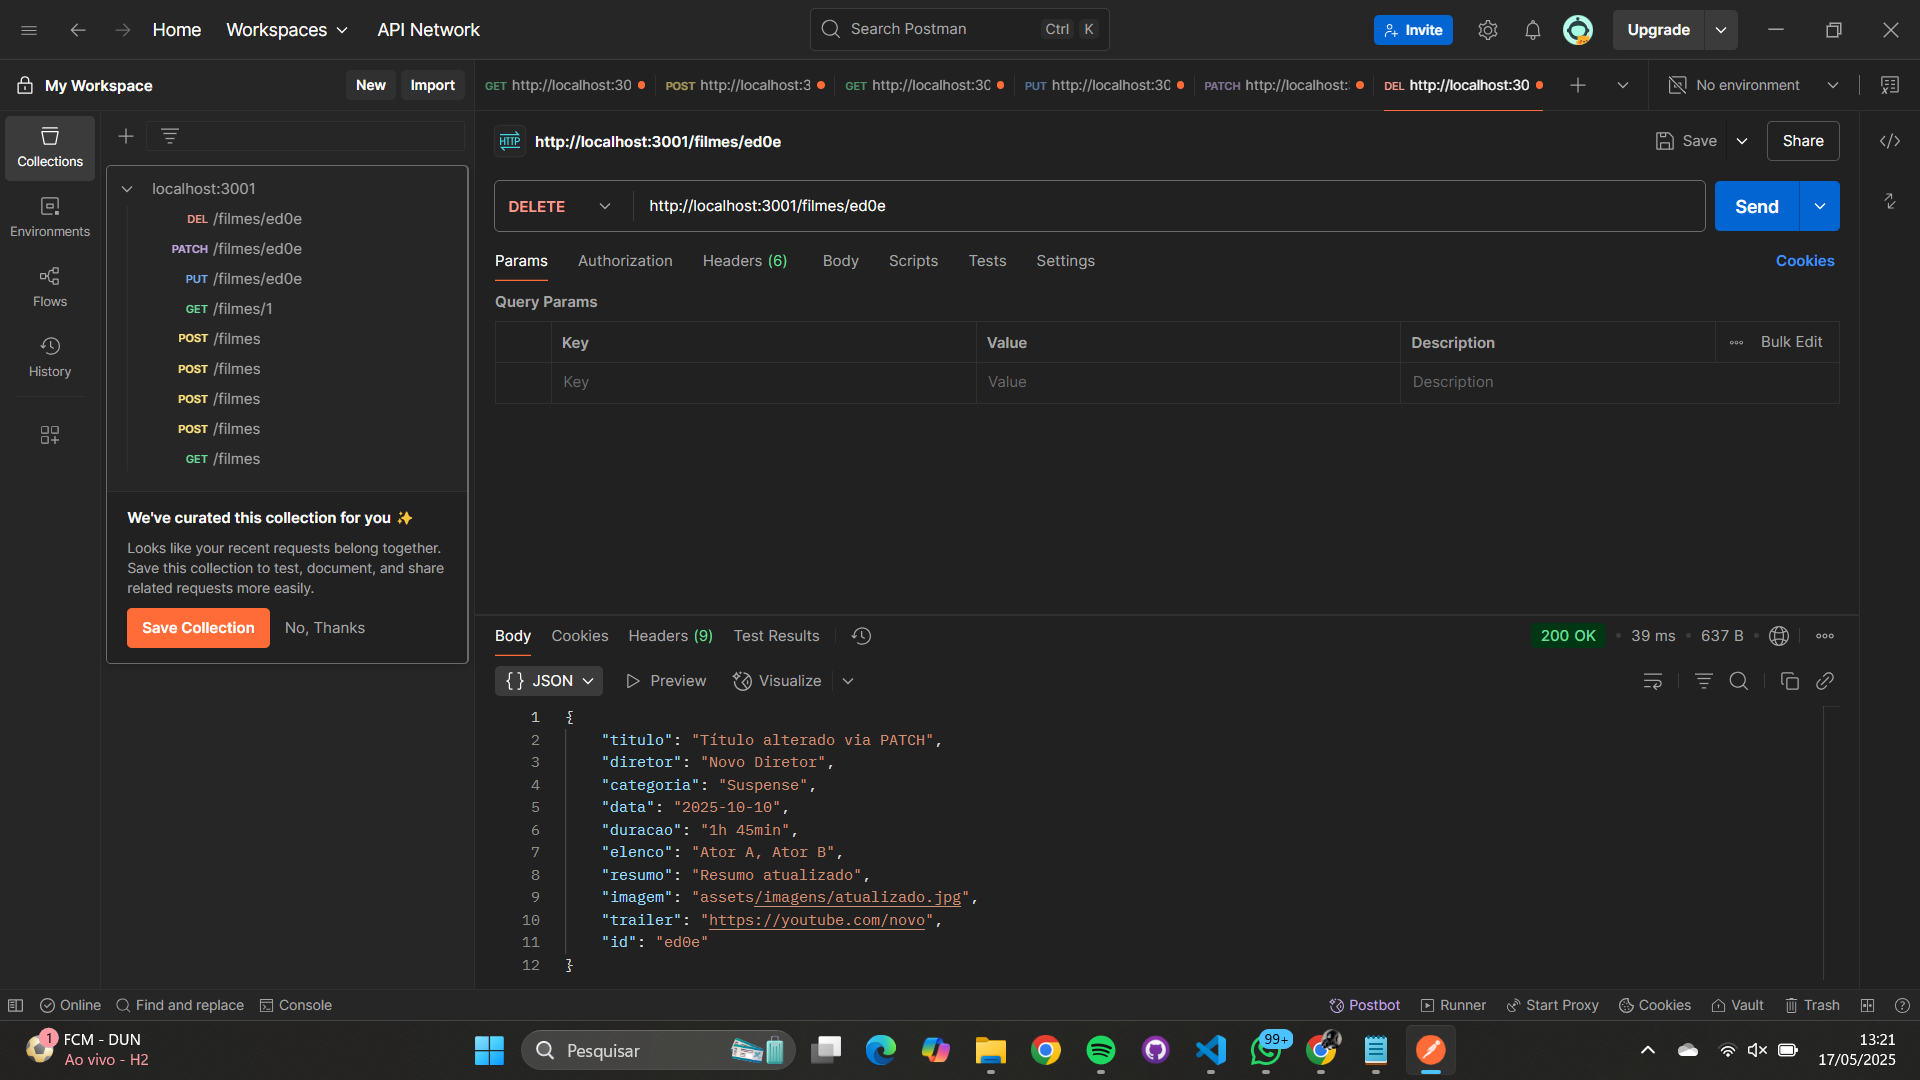 Home
Workspaces
API Network
Search Postman
Ctrl K
Invite
Upgrade
My Workspace
New
Import
GET http://localhost:30
POST http://localhost:3
GET http://localhost:30
PUT http://localhost:30
PATCH http://localhost:
DEL http://localhost:30
No environment
Collections
Environments
Flows
History
localhost:3001
DEL /filmes/ed0e
PATCH /filmes/ed0e
PUT /filmes/ed0e
GET /filmes/1
POST /filmes
POST /filmes
POST /filmes
POST /filmes
GET /filmes
We've curated this collection for you ✨
Looks like your recent requests belong together.
Save this collection to test, document, and share
related requests more easily.
Save Collection
No, Thanks
HTTP
http://localhost:3001/filmes/ed0e
Save
Share
DELETE
http://localhost:3001/filmes/ed0e
Send
Params
Authorization
Headers (6)
Body
Scripts
Tests
Settings
Cookies
Query Params
Key
Value
Description
Bulk Edit
Key
Value
Description
Body
Cookies
Headers (9)
Test Results
200 OK
39 ms
637 B
{} JSON
Preview
Visualize
1 {
2 "titulo": "Título alterado via PATCH",
3 "diretor": "Novo Diretor",
4 "categoria": "Suspense",
5 "data": "2025-10-10",
6 "duracao": "1h 45min",
7 "elenco": "Ator A, Ator B",
8 "resumo": "Resumo atualizado",
9 "imagem": "assets/imagens/atualizado.jpg",
10 "trailer": "https://youtube.com/novo",
11 "id": "ed0e"
12 }
Online
Find and replace
Console
Postbot
Runner
Start Proxy
Cookies
Vault
Trash
1
FCM - DUN
Ao vivo - H2
Pesquisar
99+
13:21
17/05/2025